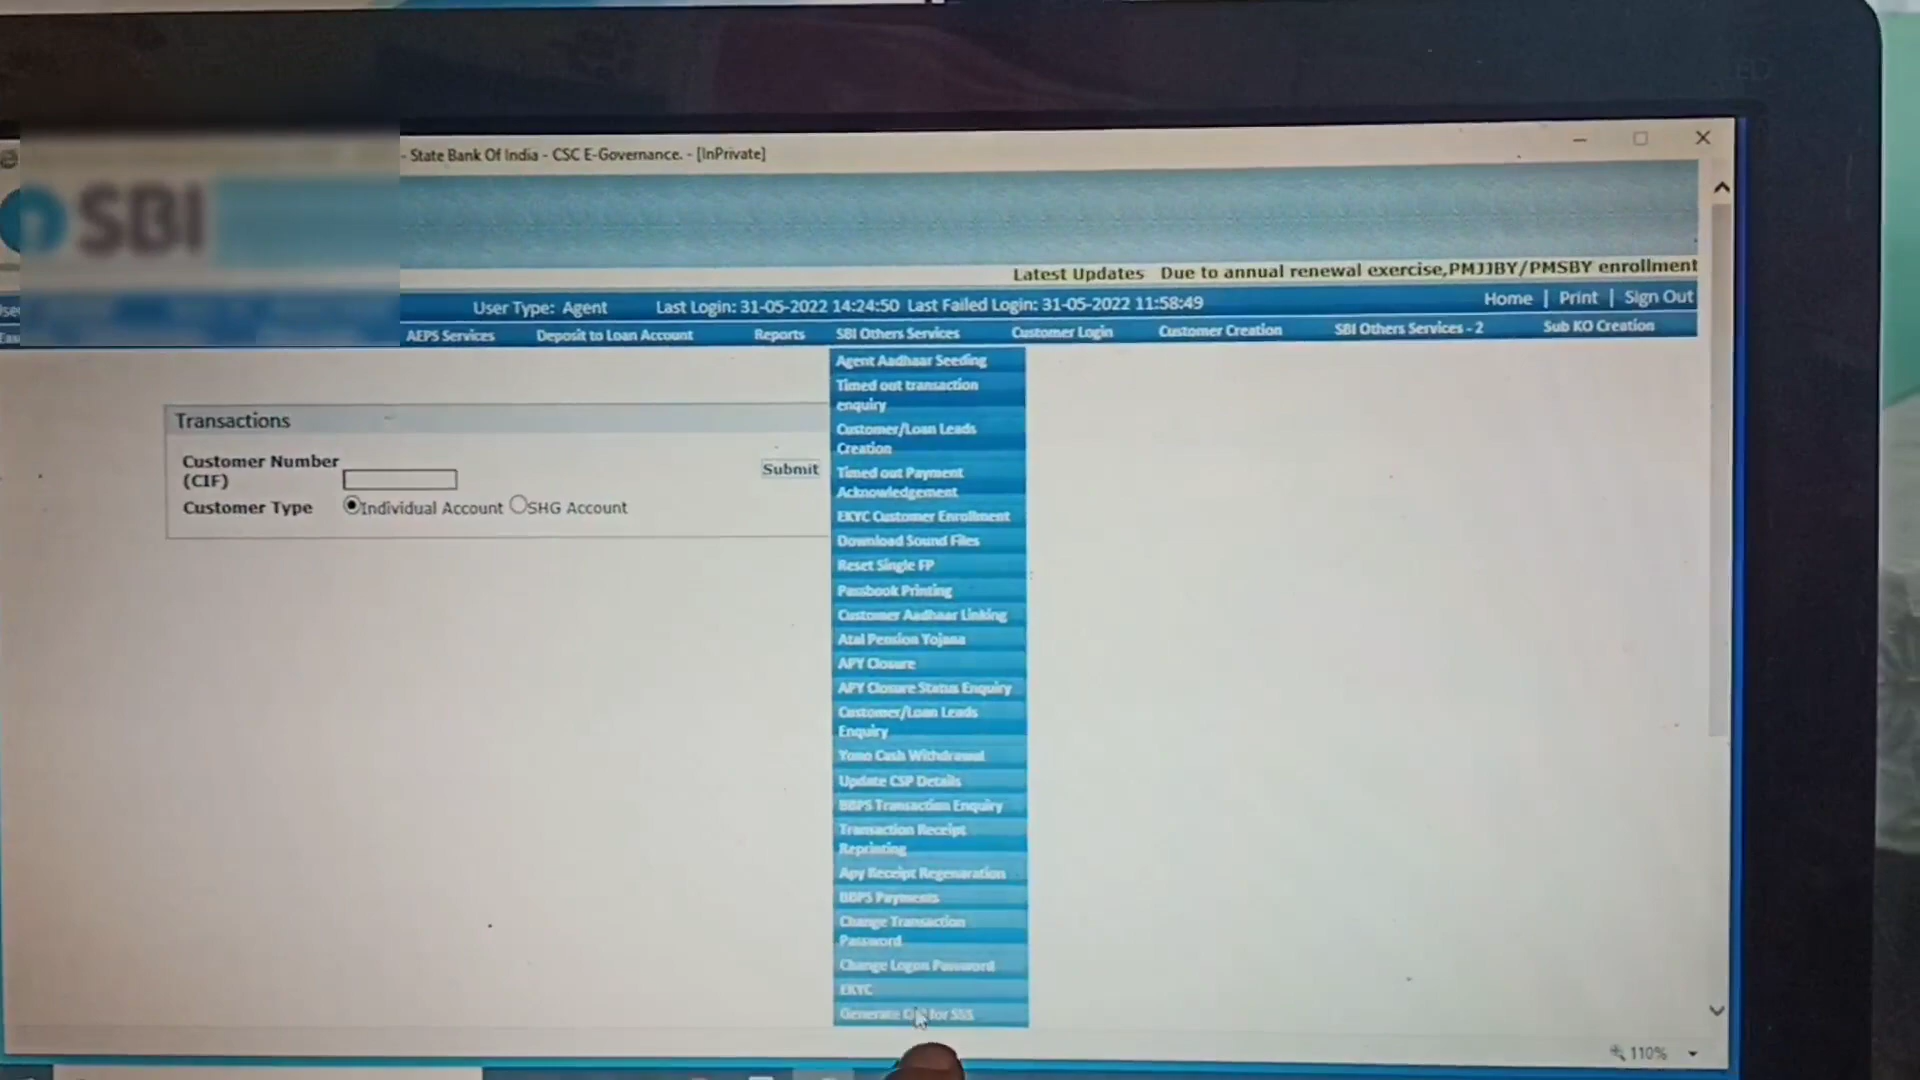 - State Bank Of India - CSC E-Governance. - [InPrivate]
SBI
Latest Updates Due to annual renewal exercise,PMJJBY/PMSBY enrollment
User Type: Agent Last Login: 31-05-2022 14:24:50 Last Failed Login: 31-05-2022 11:58:49 Home | Print | Sign Out
AEPS Services Deposit to Loan Account Reports SBI Others Services Customer Login Customer Creation SBI Others Services - 2 Sub KO Creation
Agent Aadhaar Seeding
Timed out transaction
enquiry
Customer/Loan Leads
Creation
Timed out Payment
Acknowledgement
EKYC Customer Enrollment
Download Sound Files
Reset Single FP
Passbook Printing
Customer Aadhaar Linking
Atal Pension Yojana
APY Closure
APY Closure Status Enquiry
Customer/Loan Leads
Enquiry
Yono Cash Withdrawal
Update CSP Details
BBPS Transaction Enquiry
Transaction Receipt
Reprinting
Apy Receipt Regenaration
BBPS Payments
Change Transaction
Password
Change Logon Password
EKYC
Generate for SSS
Transactions
Customer Number
(CIF)
Submit
Customer Type Individual Account SHG Account
110%